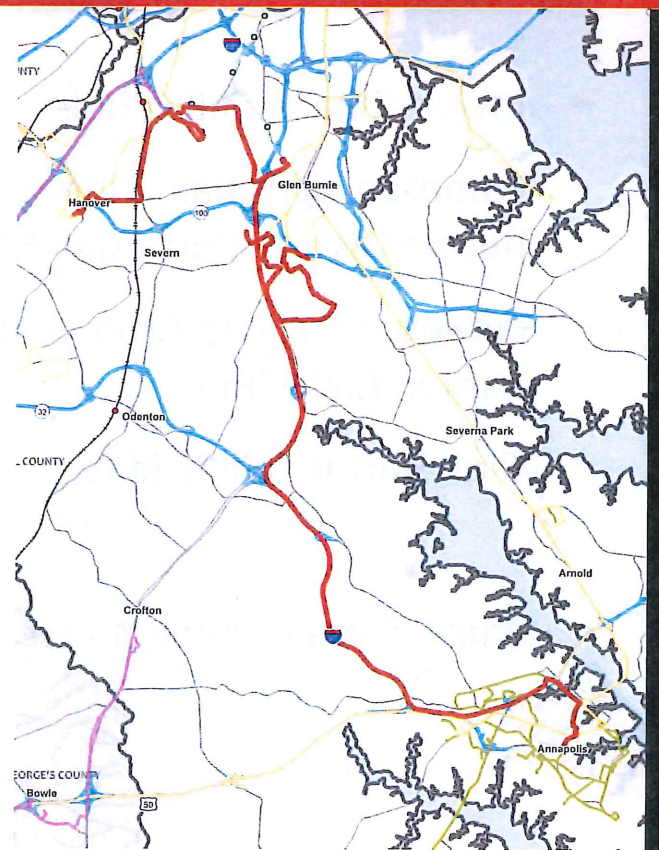 NTY
Hanover
Glen Burnie
100
Severn
32
Odenton
Severna Park
COUNTY
Arnold
Crofton
Annapolis
EORGE'S COUNTY
Bowie
50